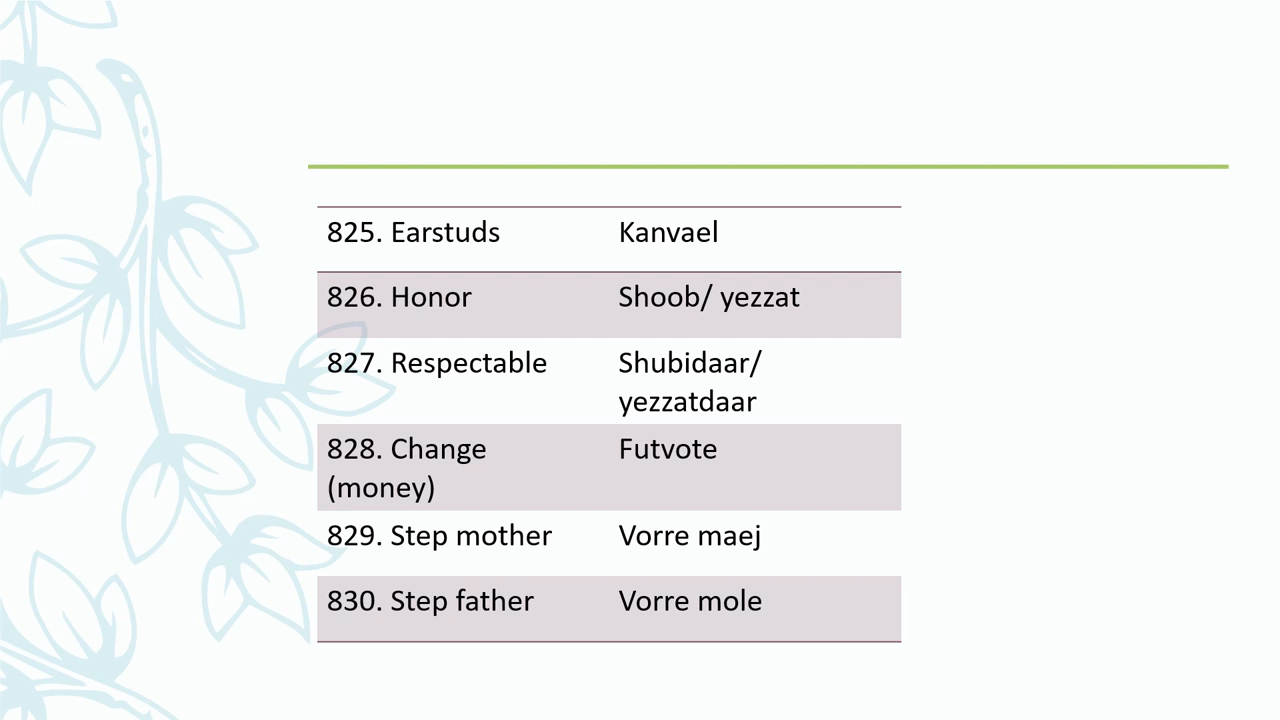 825. Earstuds Kanvael
826. Honor Shoob/ yezzat
827. Respectable Shubidaar/
yezzatdaar
828. Change Futvote
(money)
829. Step mother Vorre maej
830. Step father Vorre mole